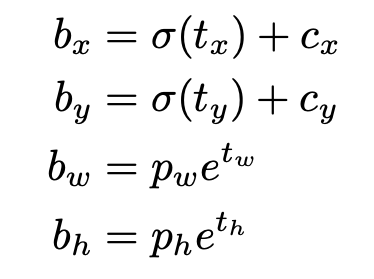 b_x = σ(t_x) + c_x
b_y = σ(t_y) + c_y
b_w = p_w e^{t_w}
b_h = p_h e^{t_h}